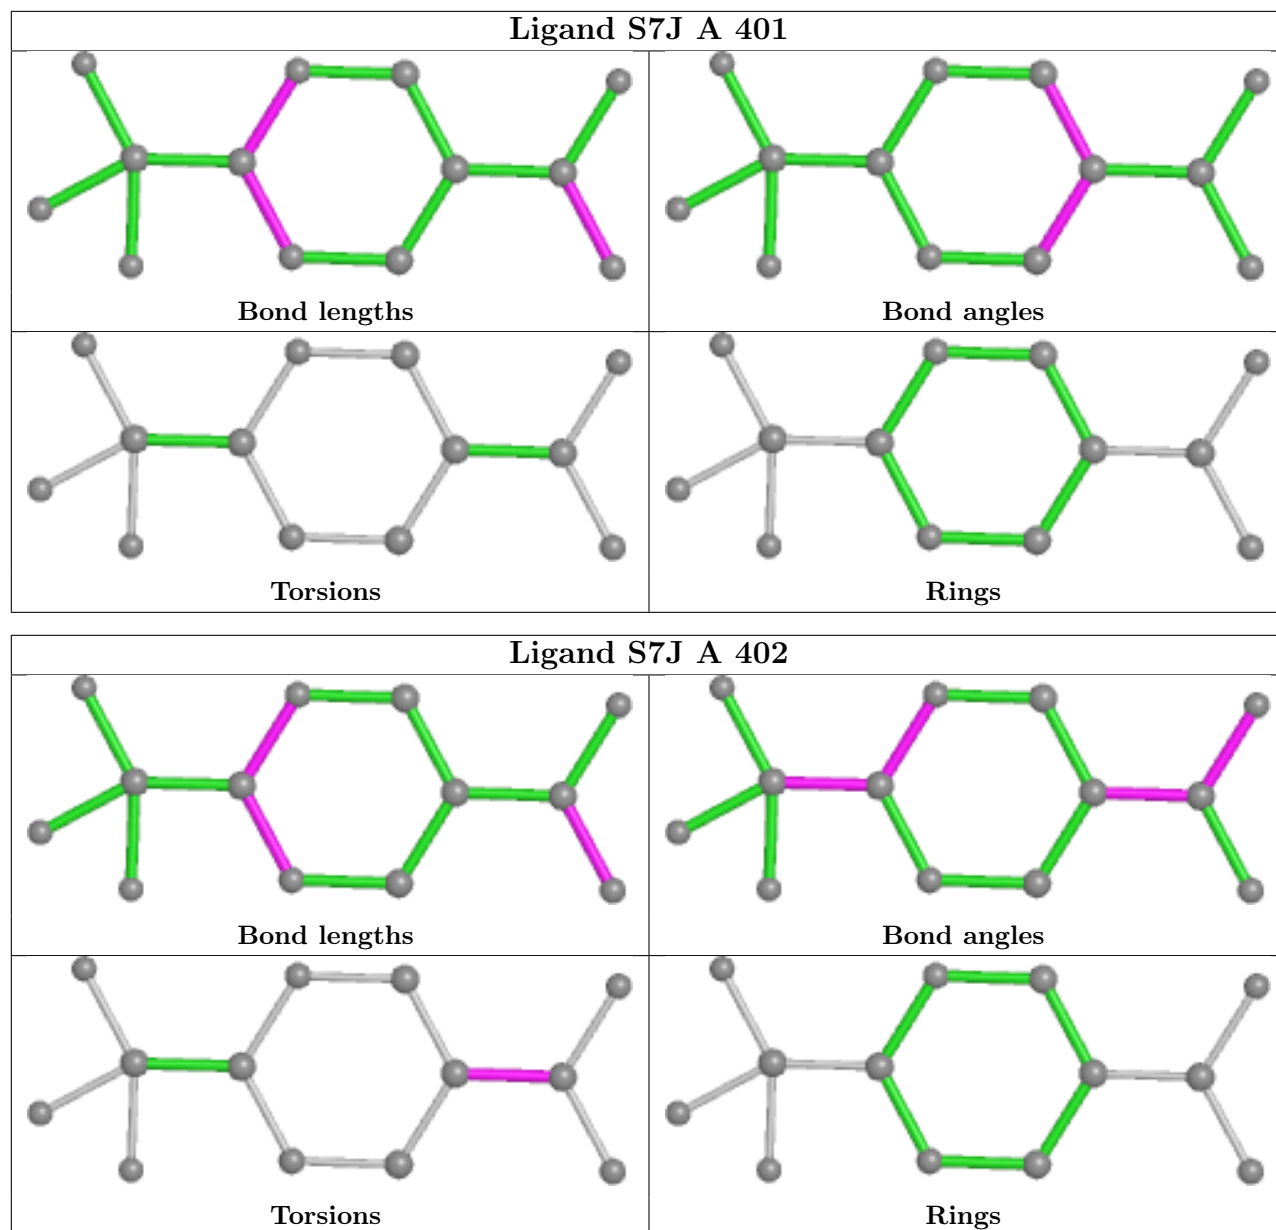 Ligand S7J A 401
Bond lengths
Bond angles
Torsions
Rings
Ligand S7J A 402
Bond lengths
Bond angles
Torsions
Rings